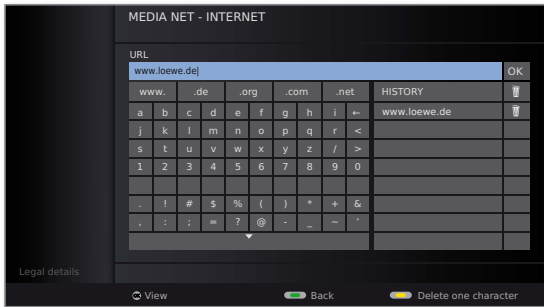 MEDIA NET - INTERNET
URL
www.loewe.de
OK
www. .de .org .com .net HISTORY
a b c d e f g h i ← www.loewe.de
j k l m n o p q r <
s t u v w x y z / >
1 2 3 4 5 6 7 8 9 0
. ! # $ % ( ) * + &
, : ; = ? @ - _ ~ '
Legal details
OK View Back Delete one character